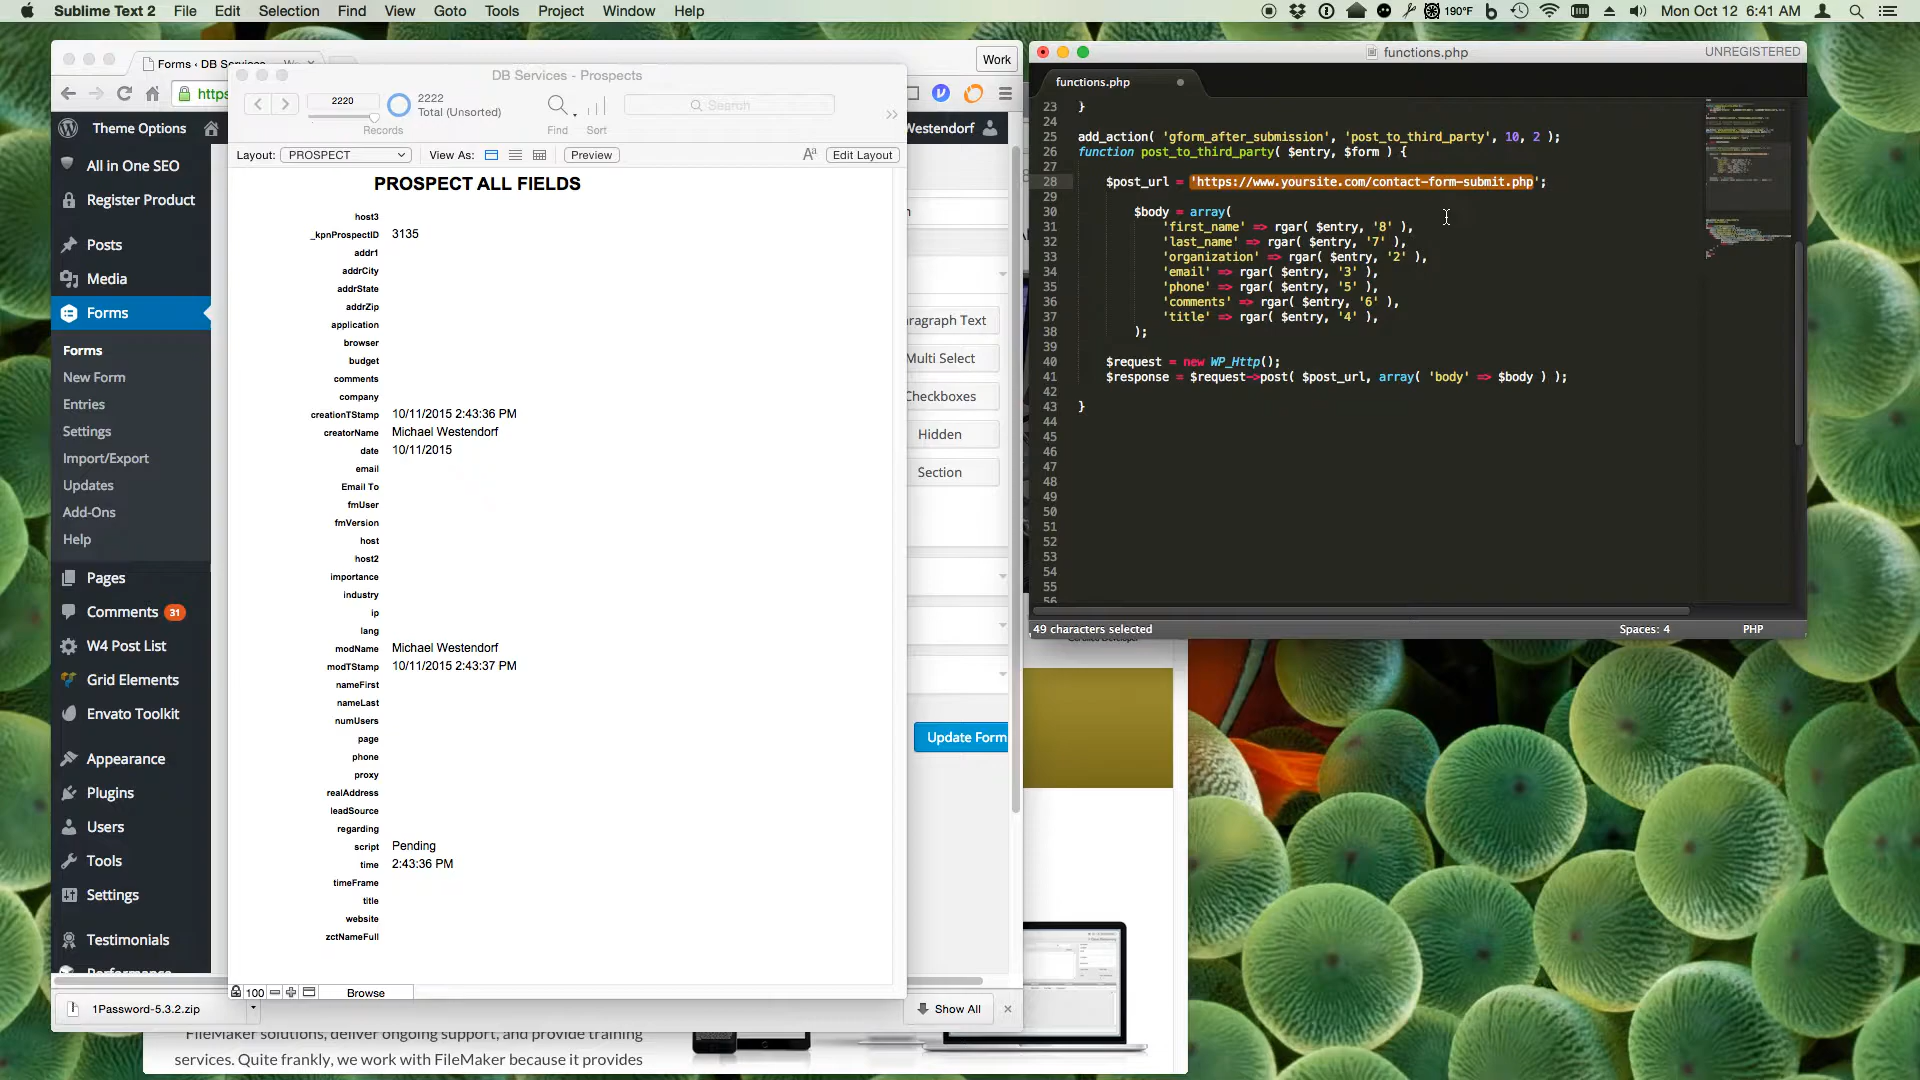 Sublime Text 2 File Edit Selection Find View Goto Tools Project Window Help
190°F Mon Oct 12 6:41 AM
Forms ‹ DB Services
Work
https
Theme Options
Westendorf
All in One SEO
Register Product
Posts
Media
Forms
Forms
New Form
Entries
Settings
Import/Export
Updates
Add-Ons
Help
Pages
Comments 31
W4 Post List
Grid Elements
Envato Toolkit
Appearance
Plugins
Users
Tools
Settings
Testimonials
Performance
DB Services - Prospects
2220
2222
Total (Unsorted)
Records
Find
Sort
Search
Layout: PROSPECT View As: Preview Edit Layout
PROSPECT ALL FIELDS
host3
_kpnProspectID 3135
addr1
addrCity
addrState
addrZip
application
browser
budget
comments
company
creationTStamp 10/11/2015 2:43:36 PM
creatorName Michael Westendorf
date 10/11/2015
email
Email To
fmUser
fmVersion
host
host2
importance
industry
ip
lang
modName Michael Westendorf
modTStamp 10/11/2015 2:43:37 PM
nameFirst
nameLast
numUsers
page
phone
proxy
realAddress
leadSource
regarding
script Pending
time 2:43:36 PM
timeFrame
title
website
zctNameFull
100 Browse
aragraph Text
Multi Select
Checkboxes
Hidden
Section
Update Form
1Password-5.3.2.zip
Show All
FileMaker solutions, deliver ongoing support, and provide training
services. Quite frankly, we work with FileMaker because it provides
functions.php
UNREGISTERED
functions.php
23 }
24
25 add_action( 'gform_after_submission', 'post_to_third_party', 10, 2 );
26 function post_to_third_party( $entry, $form ) {
27
28 $post_url = 'https://www.yoursite.com/contact-form-submit.php';
29
30 $body = array(
31 'first_name' => rgar( $entry, '8' ),
32 'last_name' => rgar( $entry, '7' ),
33 'organization' => rgar( $entry, '2' ),
34 'email' => rgar( $entry, '3' ),
35 'phone' => rgar( $entry, '5' ),
36 'comments' => rgar( $entry, '6' ),
37 'title' => rgar( $entry, '4' ),
38 );
39
40 $request = new WP_Http();
41 $response = $request->post( $post_url, array( 'body' => $body ) );
42
43 }
44
45
46
47
48
49
50
51
52
53
54
55
56
49 characters selected
Spaces: 4
PHP